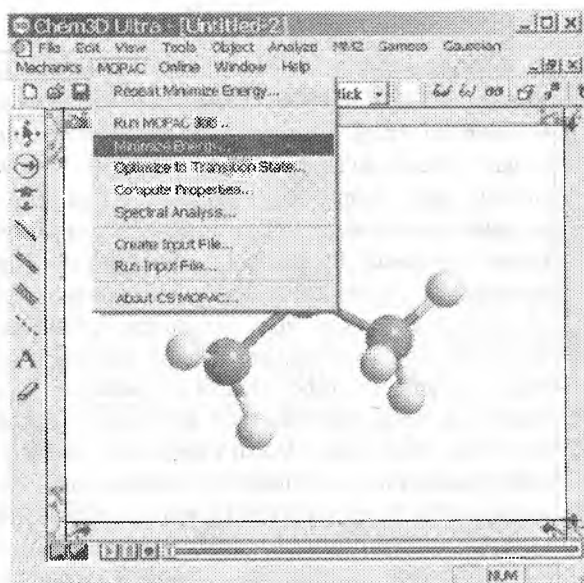 Chem3D Ultra - [Untitled-2]
File Edit View Tools Object Analyze MM2 Gamess Gaussian
Mechanics MOPAC Online Window Help
Repeat Minimize Energy...
tick
Run MOPAC ...
Minimize Energy...
Optimize to Transition State...
Compute Properties...
Spectral Analysis...
Create Input File...
Run Input File...
About CS MOPAC...
A
NUM